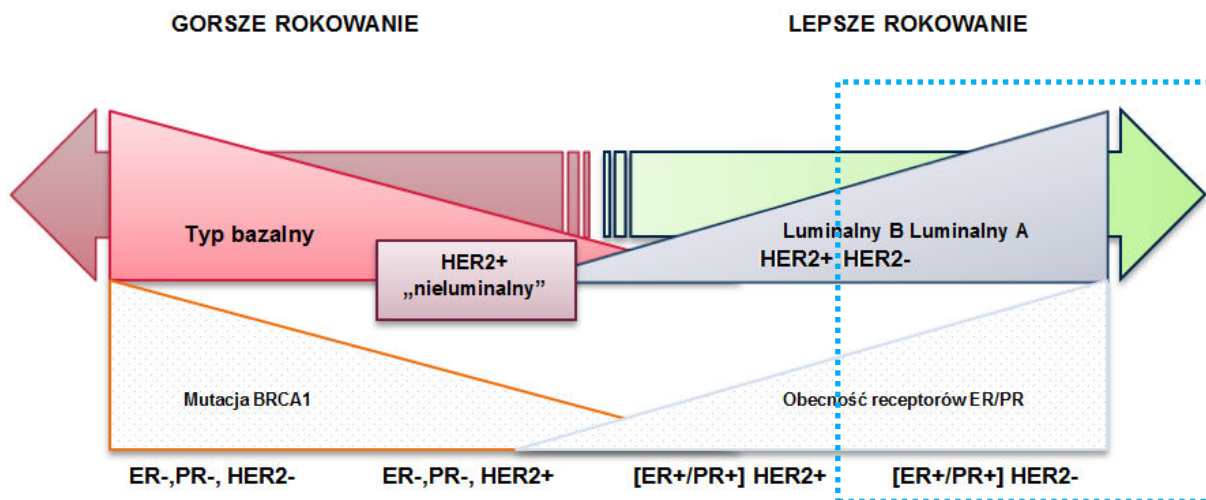 GORSZE ROKOWANIE
LEPSZE ROKOWANIE
Typ bazalny
HER2+
„nieluminalny”
Luminalny B Luminalny A
HER2+ HER2-
Mutacja BRCA1
Obecność receptorów ER/PR
ER-,PR-, HER2-
ER-,PR-, HER2+
[ER+/PR+] HER2+
[ER+/PR+] HER2-